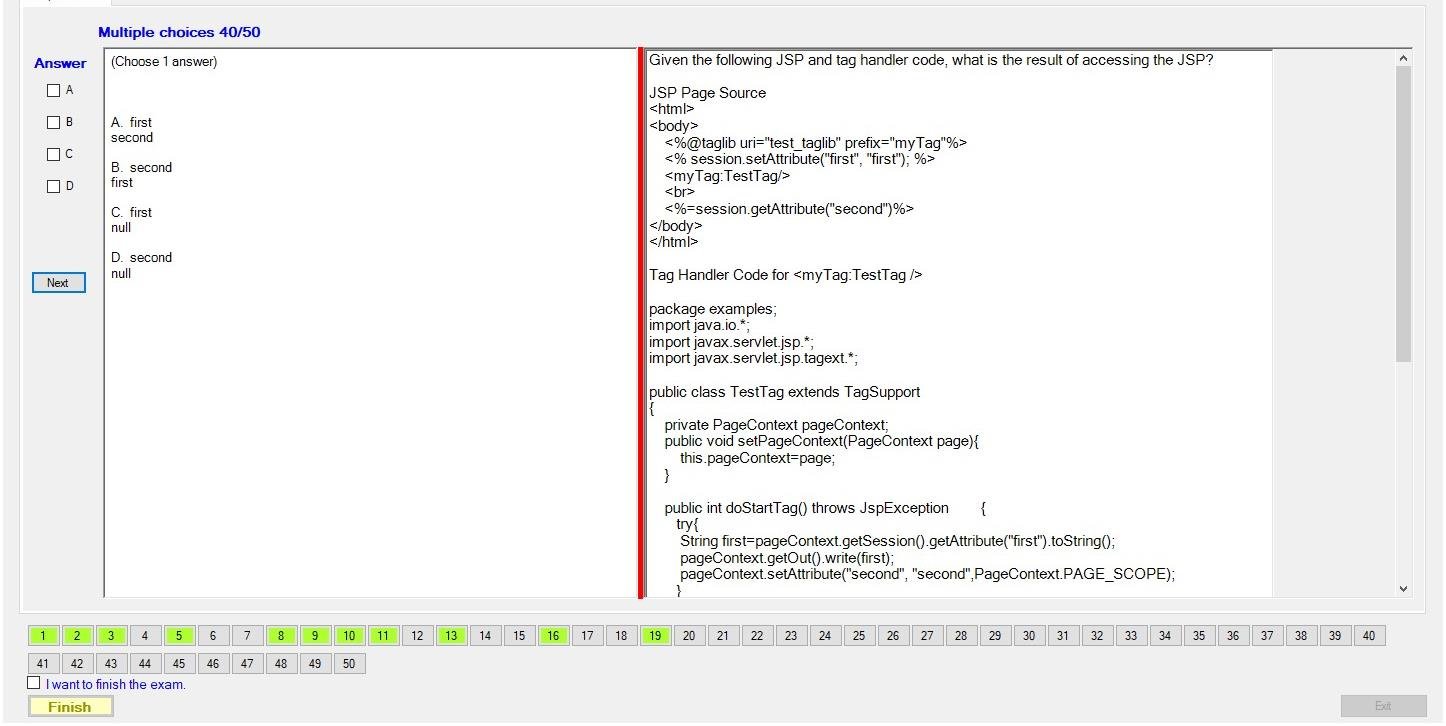 Multiple choices 40/50
Answer
A
B
C
D
Next
(Choose 1 answer)
A. first
second
B. second
first
C. first
null
D. second
null
Given the following JSP and tag handler code, what is the result of accessing the JSP?
JSP Page Source
<html>
<body>
<%@taglib uri="test_taglib" prefix="myTag"%>
<% session.setAttribute("first", "first"); %>
<myTag:TestTag/>
<br>
<%=session.getAttribute("second")%>
</body>
</html>
Tag Handler Code for <myTag:TestTag />
package examples;
import java.io.*;
import javax.servlet.jsp.*;
import javax.servlet.jsp.tagext.*;
public class TestTag extends TagSupport
{
private PageContext pageContext;
public void setPageContext(PageContext page){
this.pageContext=page;
}
public int doStartTag() throws JspException {
try{
String first=pageContext.getSession().getAttribute("first").toString();
pageContext.getOut().write(first);
pageContext.setAttribute("second", "second",PageContext.PAGE_SCOPE);
}
1 2 3 4 5 6 7 8 9 10 11 12 13 14 15 16 17 18 19 20 21 22 23 24 25 26 27 28 29 30 31 32 33 34 35 36 37 38 39 40
41 42 43 44 45 46 47 48 49 50
I want to finish the exam.
Finish
Exit